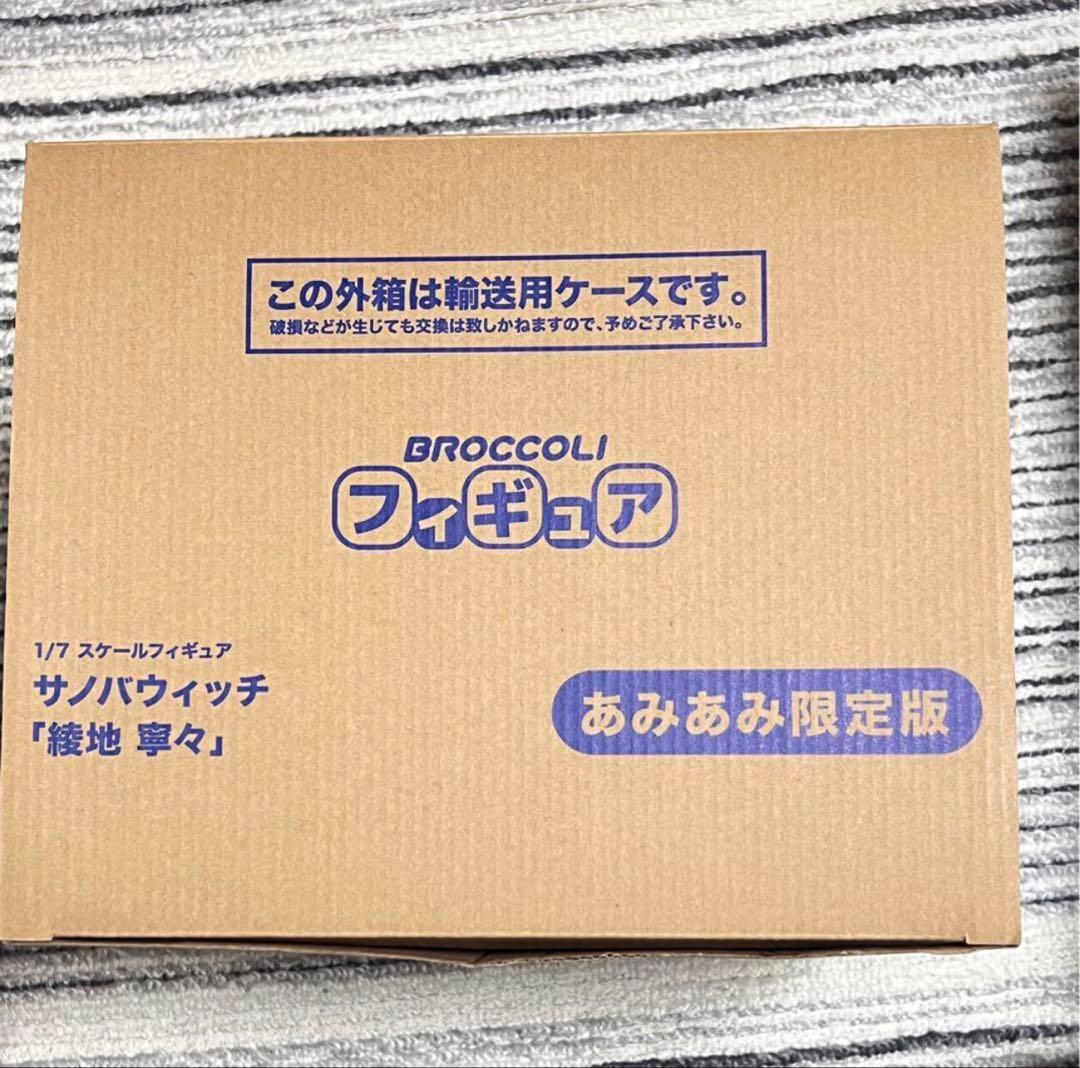 この外箱は輸送用ケースです。
破損などが生じても交換は致しかねますので、予めご了承下さい。
BROCCOLI
フィギュア
1/7 スケールフィギュア
サノバウィッチ
「綾地 寧々」
あみあみ限定版